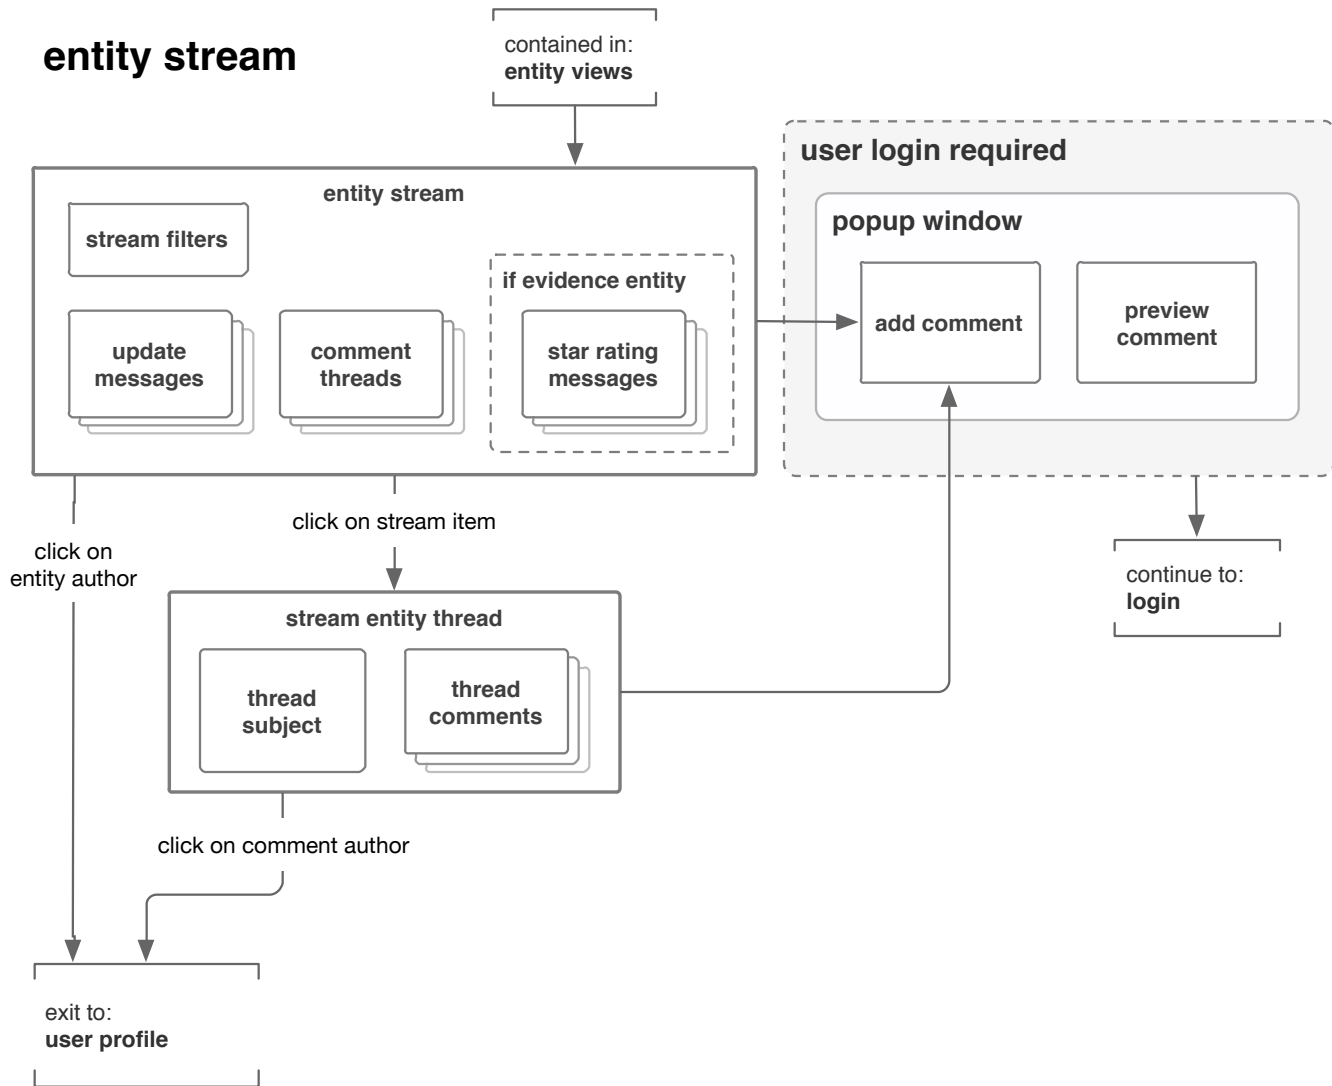 entity stream
contained in:
entity views
user login required
entity stream
popup window
stream filters
if evidence entity
add comment
preview
comment
update
messages
comment
threads
star rating
messages
click on stream item
click on
entity author
continue to:
login
stream entity thread
thread
subject
thread
comments
click on comment author
exit to:
user profile